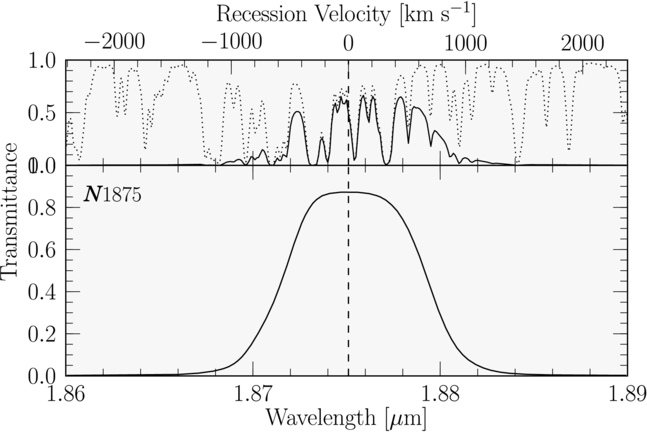 Recession Velocity [km s⁻¹]
−2000 −1000 0 1000 2000
1.0
0.5
0.0
1.0
N1875
0.8
0.6
0.4
0.2
0.0
Transmittance
1.86 1.87 1.88 1.89
Wavelength [μm]